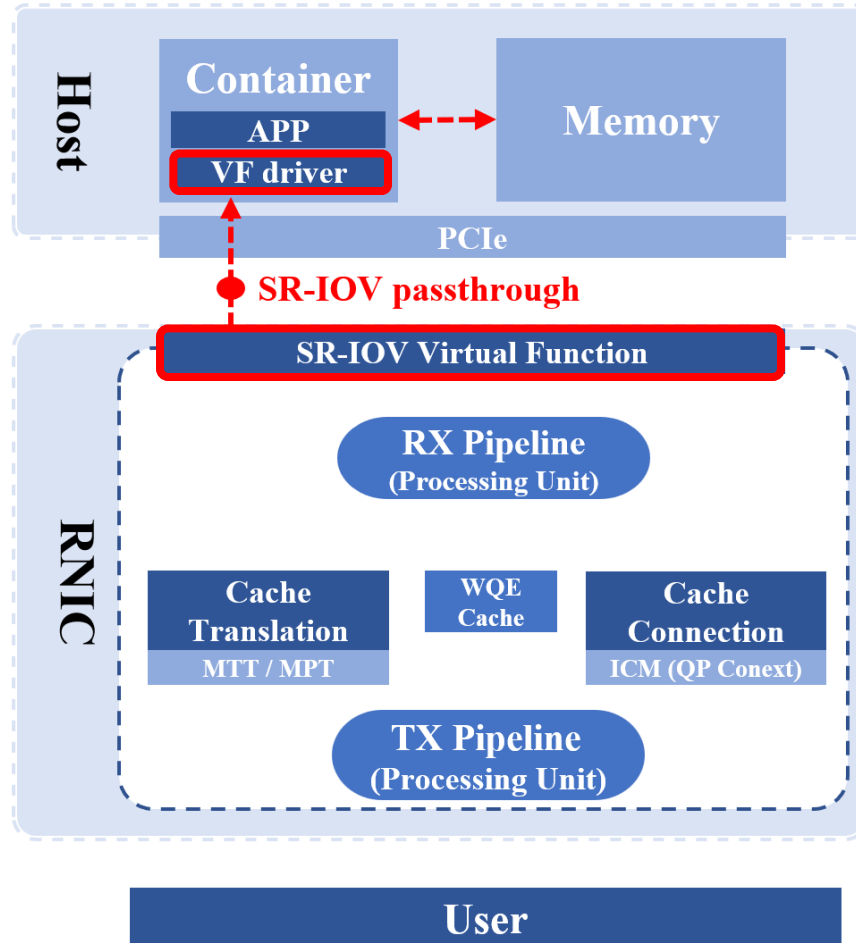 Host
Container
APP
VF driver
Memory
PCIe
SR-IOV passthrough
RNIC
SR-IOV Virtual Function
RX Pipeline
(Processing Unit)
Cache
Translation
MTT / MPT
WQE
Cache
Cache
Connection
ICM (QP Conext)
TX Pipeline
(Processing Unit)
User